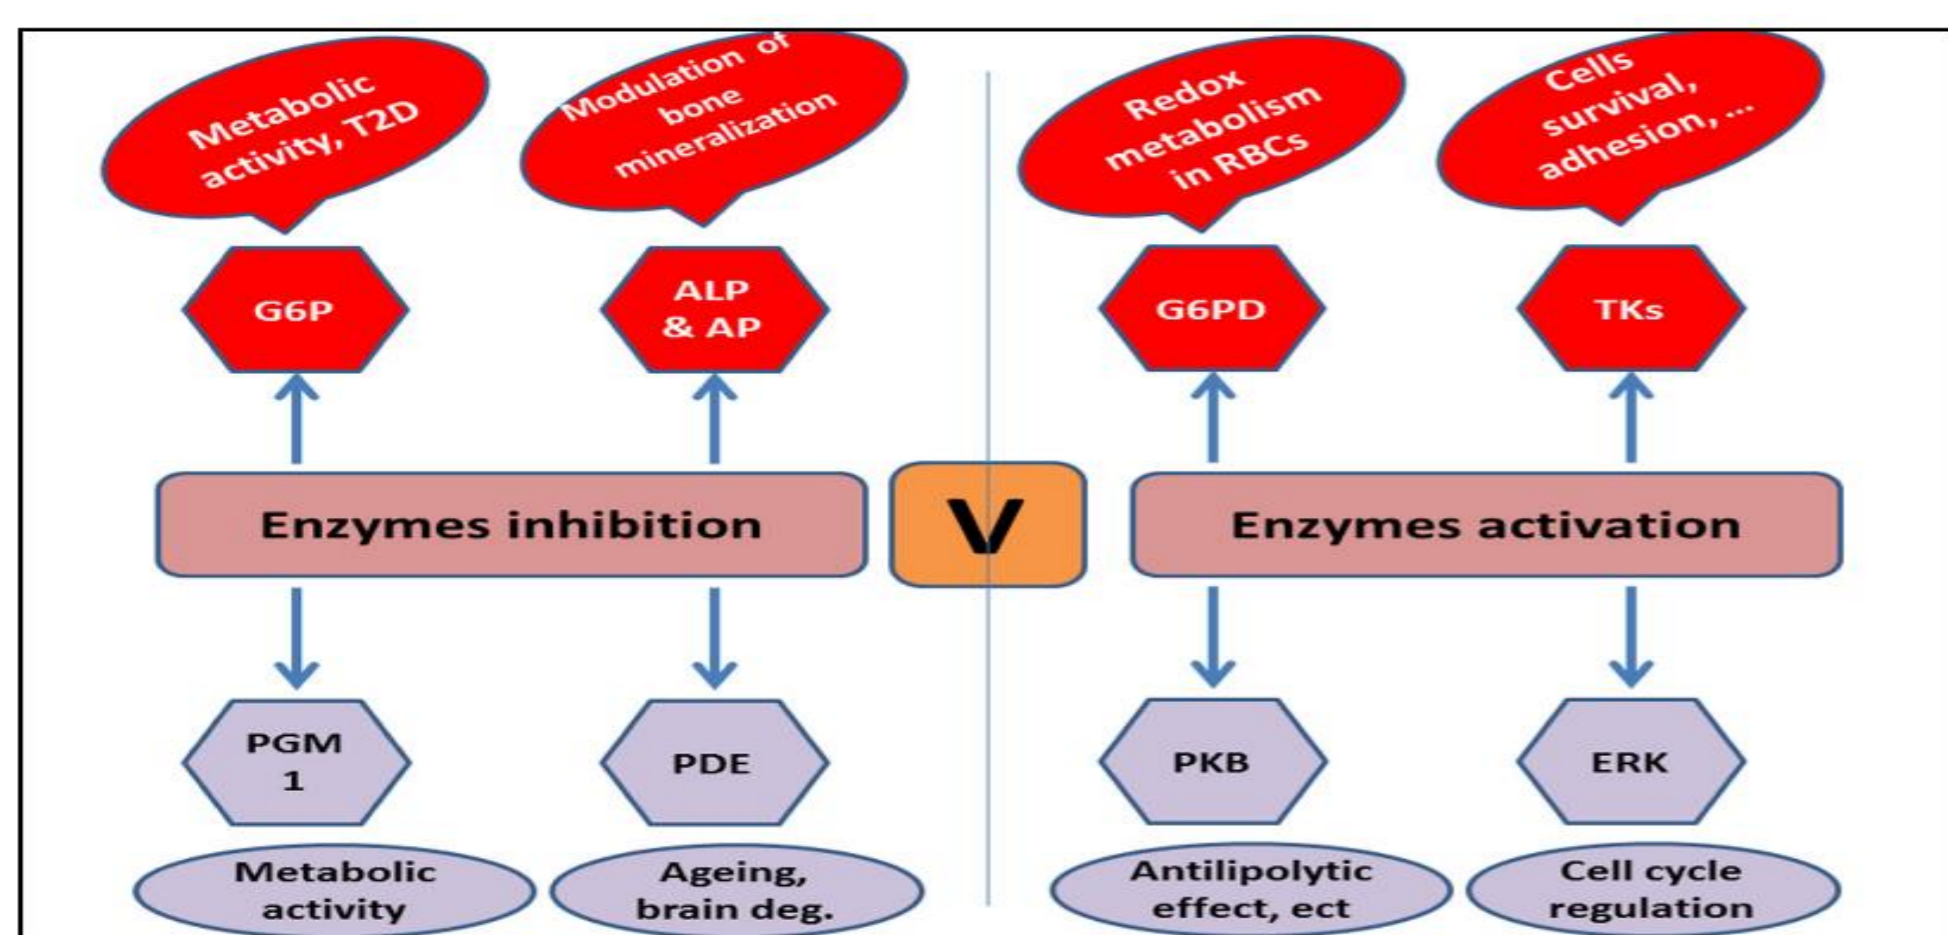 Metabolic
activity, T2D
Modulation of
bone
mineralization
Redox
metabolism
in RBCs
Cells
survival,
adhesion, ...
G6P
ALP
& AP
G6PD
TKs
Enzymes inhibition
V
Enzymes activation
PGM
1
PDE
PKB
ERK
Metabolic
activity
Ageing,
brain deg.
Antilipolytic
effect, ect
Cell cycle
regulation